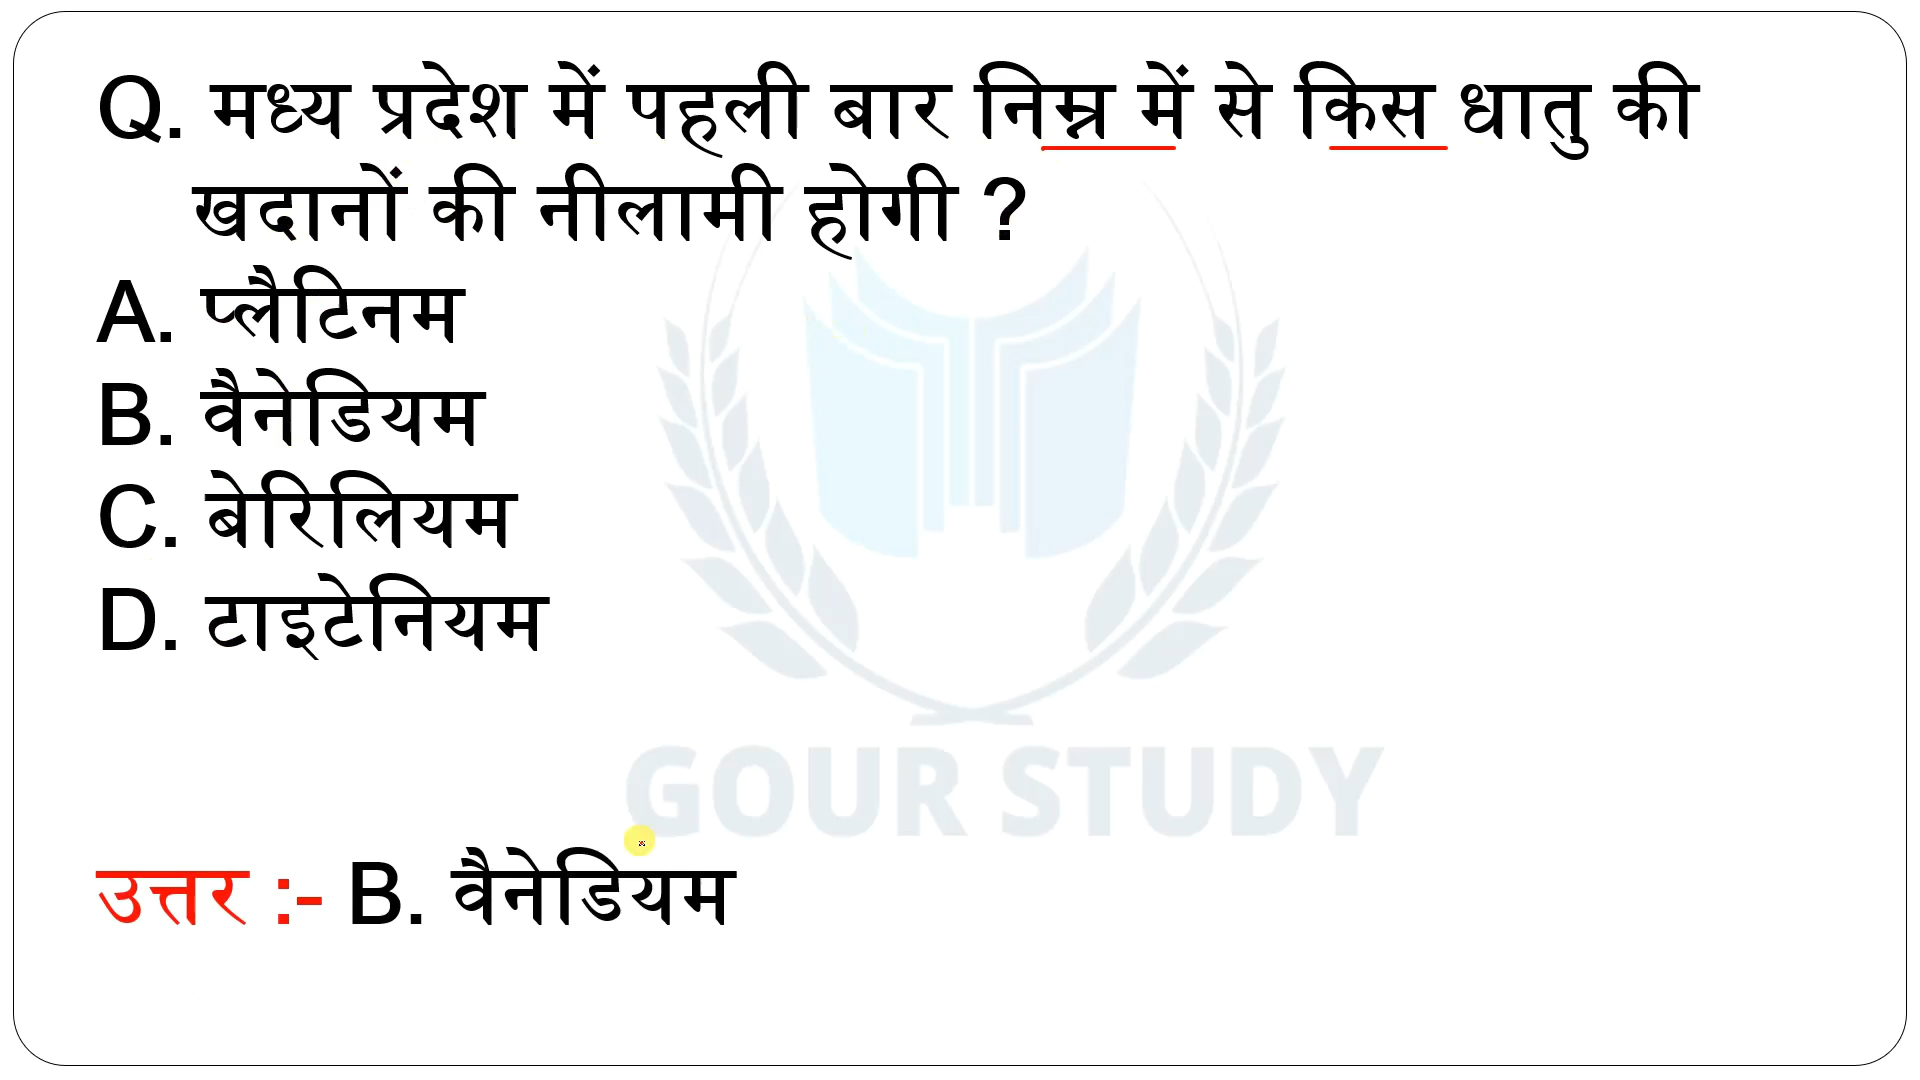 Q. मध्य प्रदेश में पहली बार निम्न में से किस धातु की
खदानों की नीलामी होगी ?
A. प्लैटिनम
B. वैनेडियम
C. बेरिलियम
D. टाइटेनियम
GOUR STUDY
उत्तर :- B. वैनेडियम